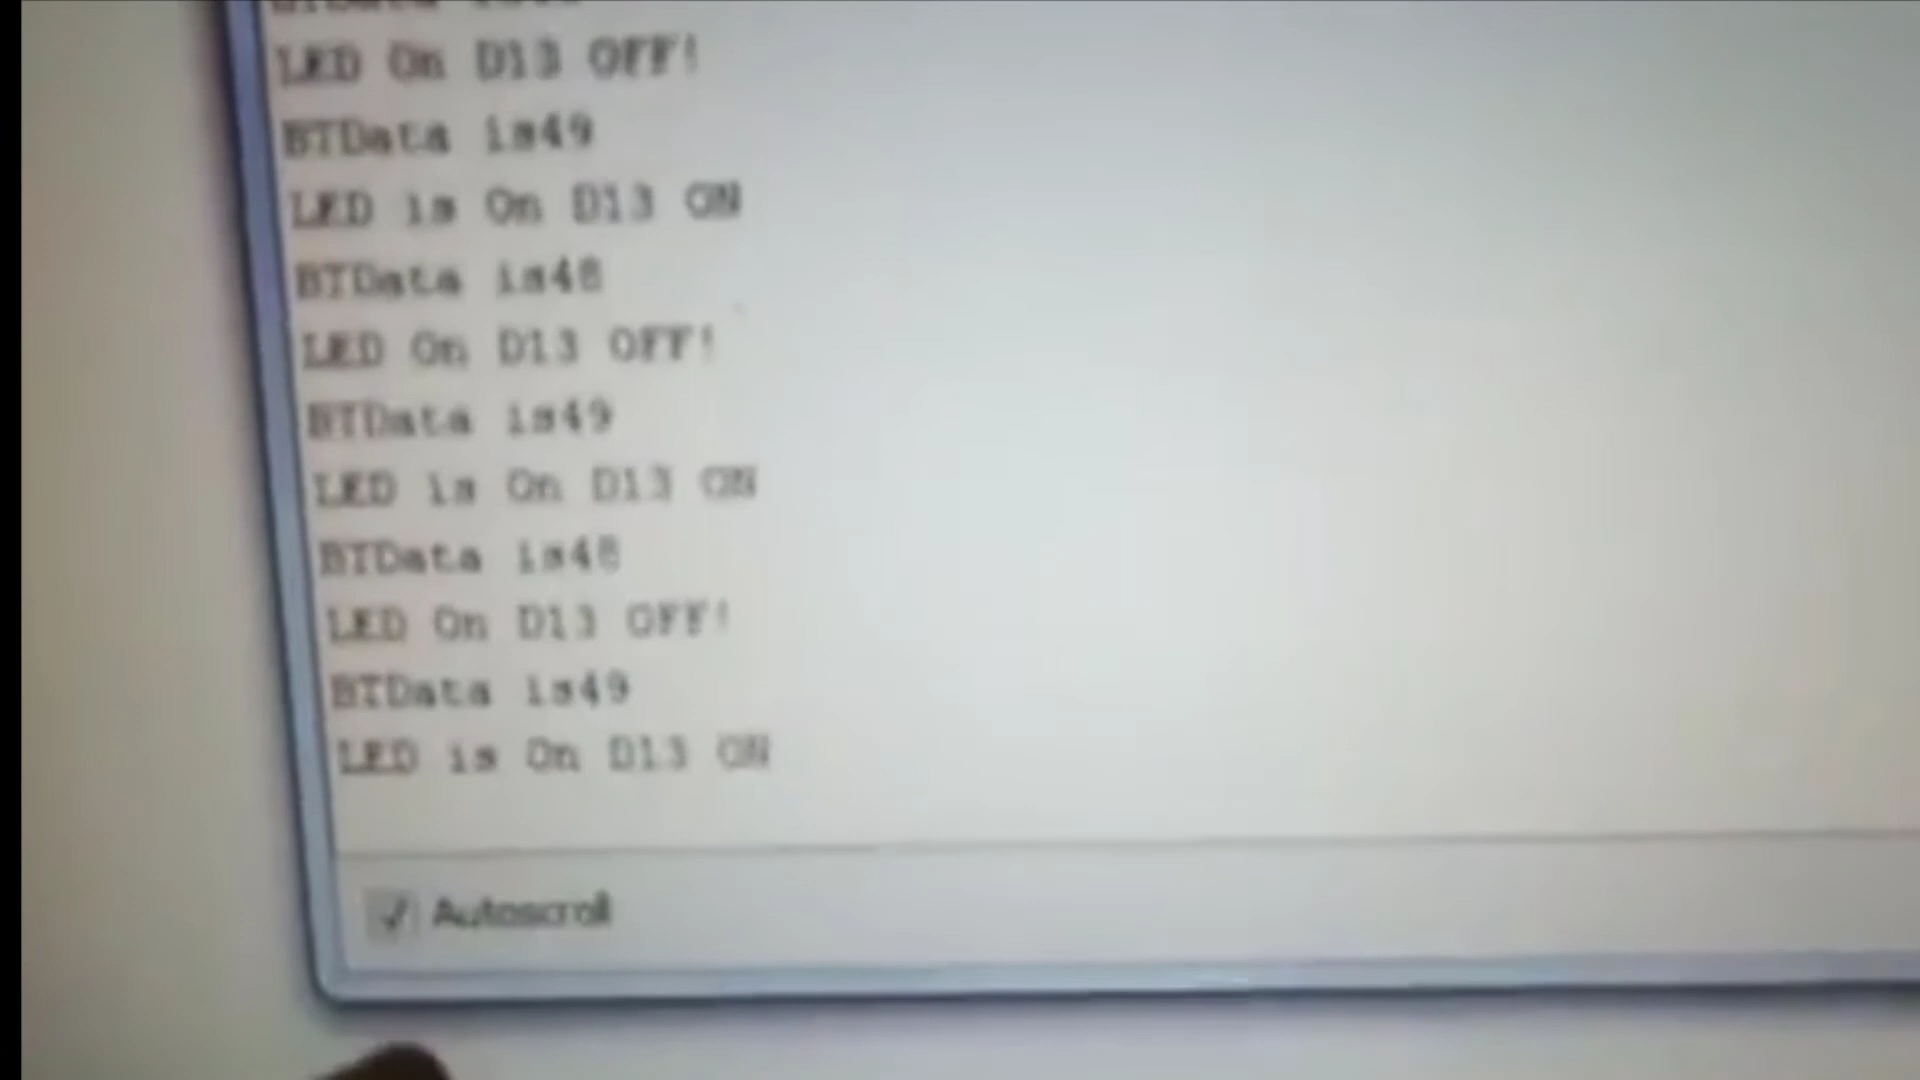 LED On D13 OFF!
BTData is49
LED is On D13 ON
BTData is48
LED On D13 OFF!
BTData is49
LED is On D13 ON
BTData is48
LED On D13 OFF!
BTData is49
LED is On D13 ON
Autoscroll